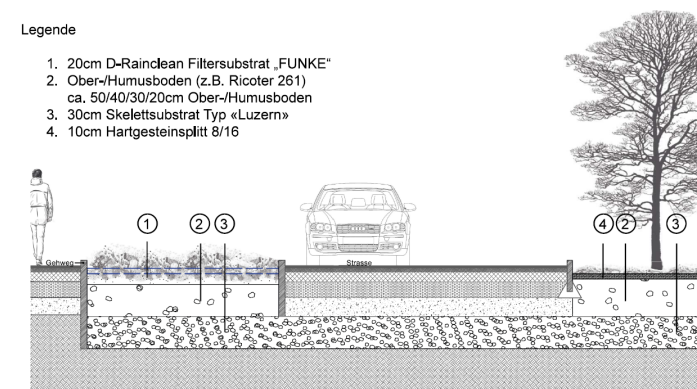 Legende
1. 20cm D-Rainclean Filtersubstrat „FUNKE“
2. Ober-/Humusboden (z.B. Ricoter 261)
ca. 50/40/30/20cm Ober-/Humusboden
3. 30cm Skelettsubstrat Typ «Luzern»
4. 10cm Hartgesteinsplitt 8/16
1 2 3 4 2 3
Gehweg Strasse